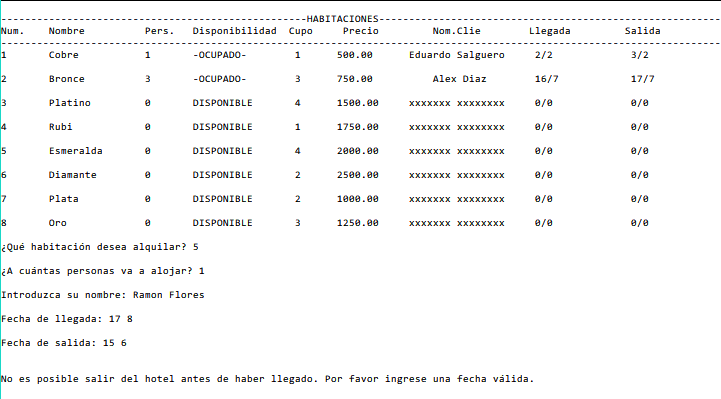 HABITACIONES
Num. Nombre Pers. Disponibilidad Cupo Precio Nom.Clie Llegada Salida
1 Cobre 1 -OCUPADO- 1 500.00 Eduardo Salguero 2/2 3/2
2 Bronce 3 -OCUPADO- 3 750.00 Alex Diaz 16/7 17/7
3 Platino 0 DISPONIBLE 4 1500.00 xxxxxxx xxxxxxxx 0/0 0/0
4 Rubi 0 DISPONIBLE 1 1750.00 xxxxxxx xxxxxxxx 0/0 0/0
5 Esmeralda 0 DISPONIBLE 4 2000.00 xxxxxxx xxxxxxxx 0/0 0/0
6 Diamante 0 DISPONIBLE 2 2500.00 xxxxxxx xxxxxxxx 0/0 0/0
7 Plata 0 DISPONIBLE 2 1000.00 xxxxxxx xxxxxxxx 0/0 0/0
8 Oro 0 DISPONIBLE 3 1250.00 xxxxxxx xxxxxxxx 0/0 0/0
¿Qué habitación desea alquilar? 5
¿A cuántas personas va a alojar? 1
Introduzca su nombre: Ramon Flores
Fecha de llegada: 17 8
Fecha de salida: 15 6
No es posible salir del hotel antes de haber llegado. Por favor ingrese una fecha válida.